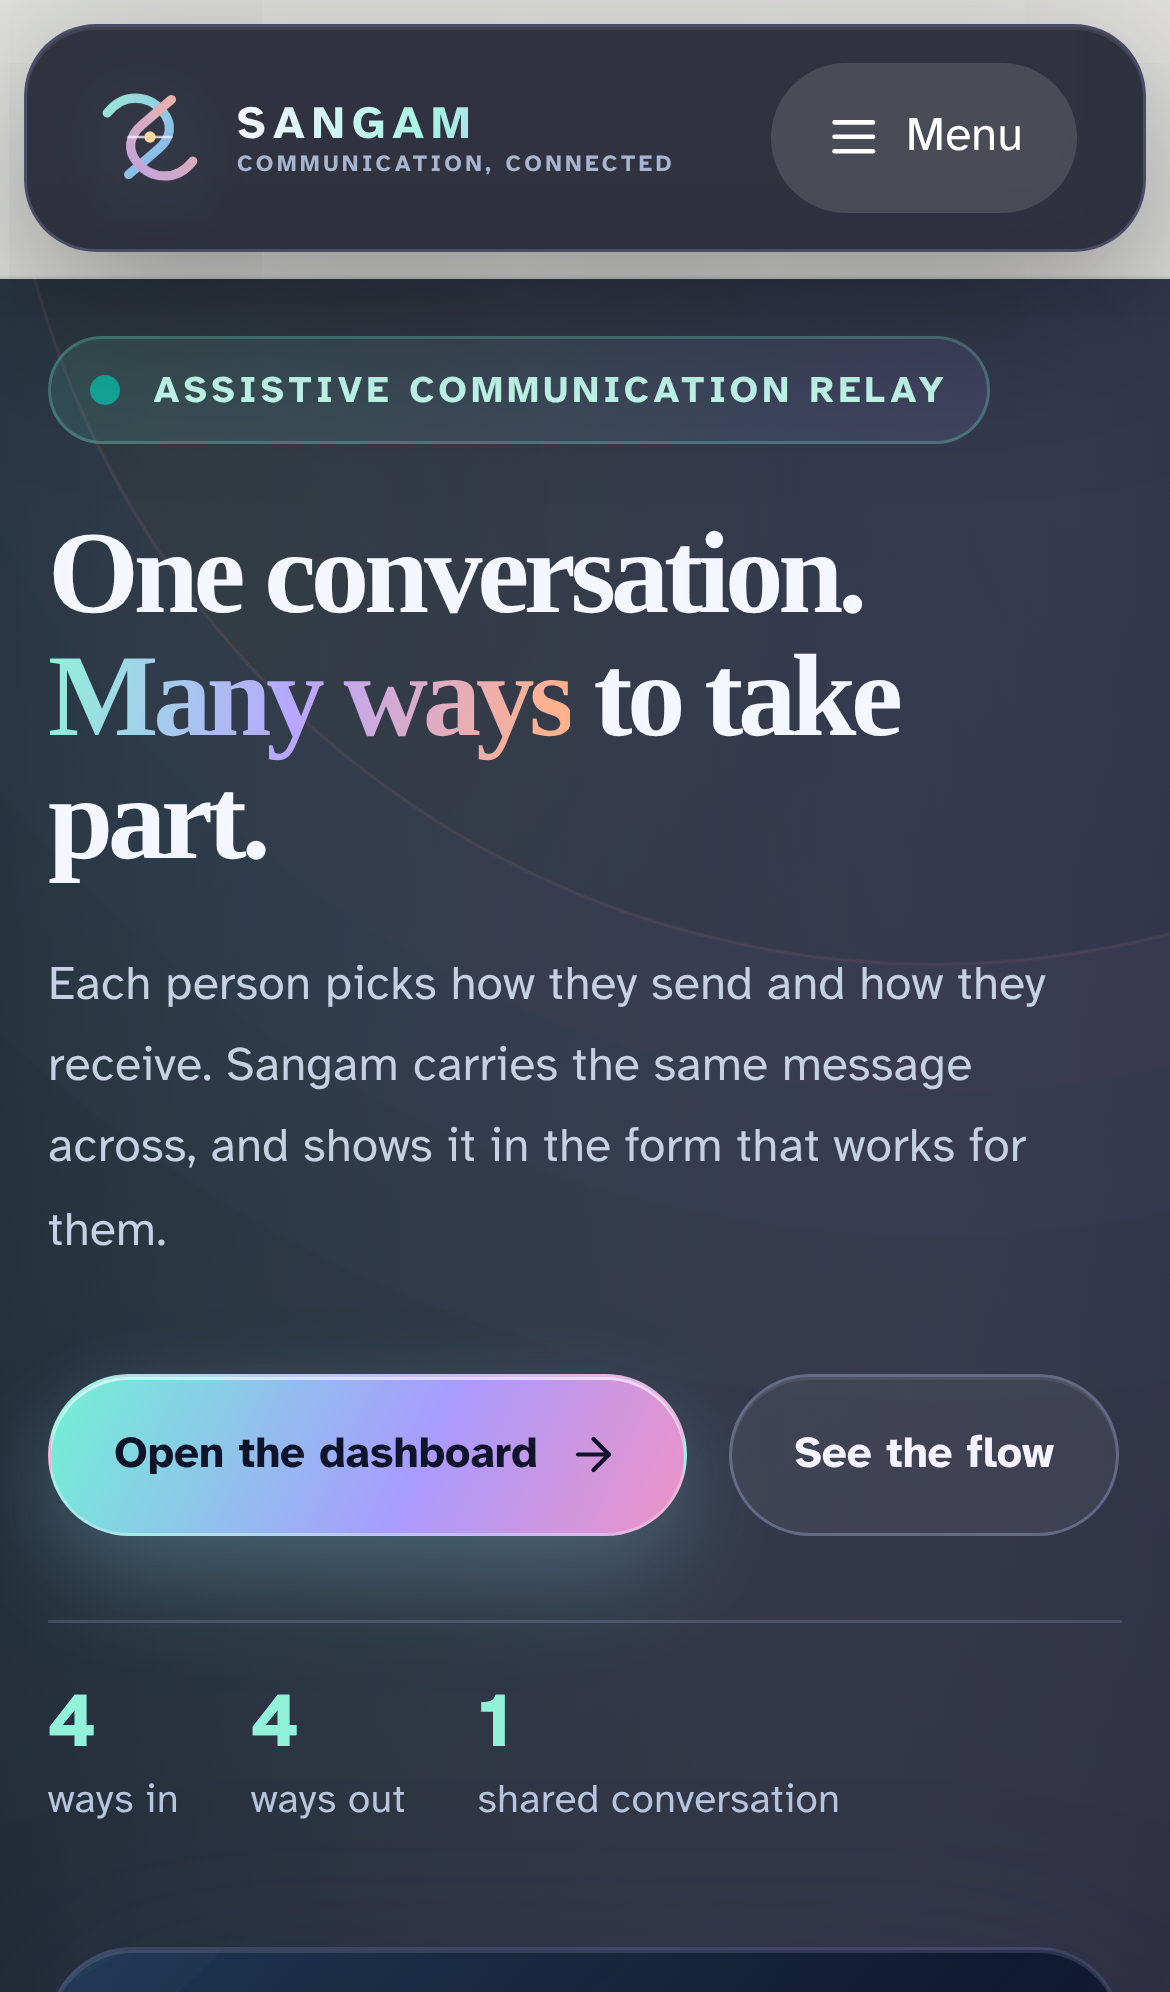 SANGAM
COMMUNICATION, CONNECTED
Menu
ASSISTIVE COMMUNICATION RELAY
One conversation.
Many ways to take
part.
Each person picks how they send and how they
receive. Sangam carries the same message
across, and shows it in the form that works for
them.
Open the dashboard
See the flow
4
ways in
4
ways out
1
shared conversation